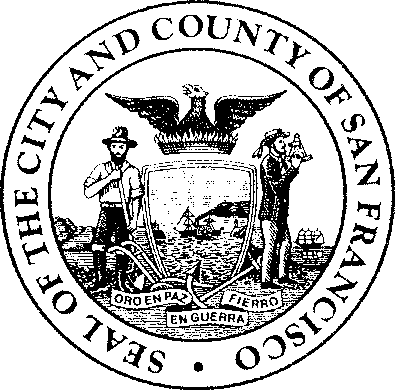 SEAL OF THE CITY AND COUNTY OF SAN FRANCISCO
ORO EN PAZ
FIERRO
EN GUERRA